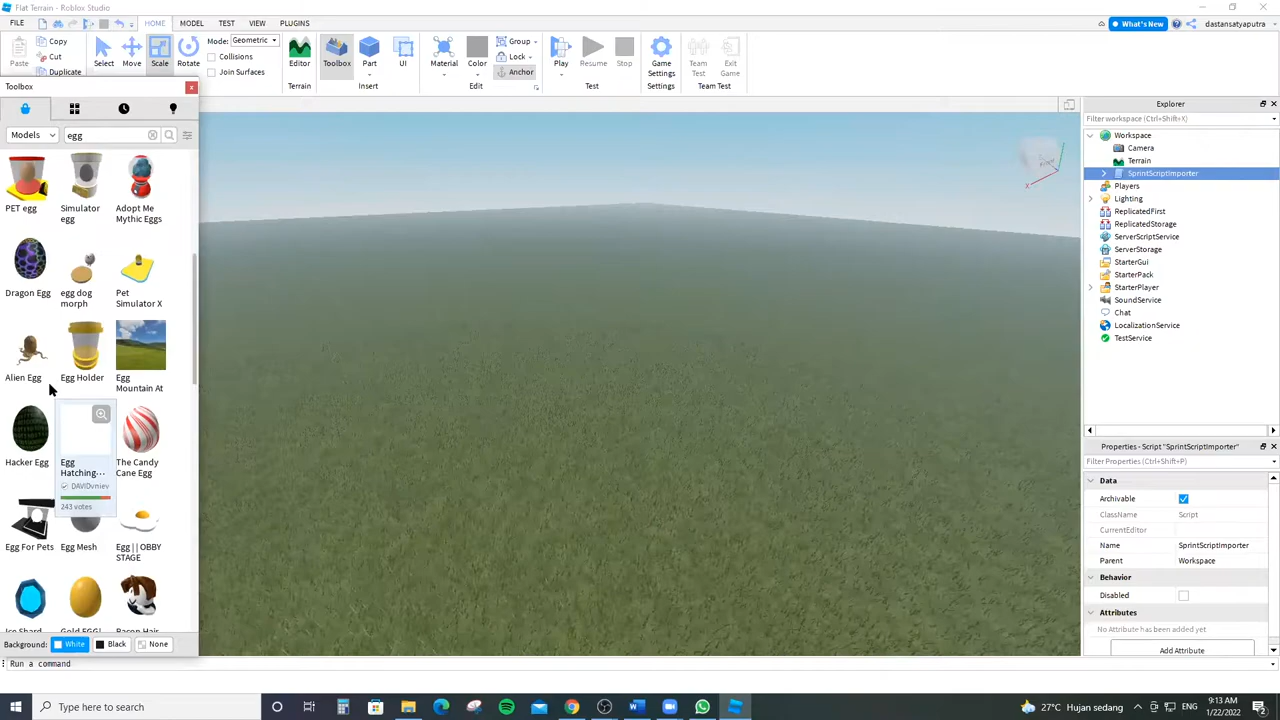 Flat Terrain - Roblox Studio
FILE HOME MODEL TEST VIEW PLUGINS What's New dastansatyaputra
Paste Copy Cut Duplicate
Select Move Scale Rotate
Mode: Geometric
Collisions
Join Surfaces
Editor Toolbox Part UI
Material Color Group Lock Anchor
Play Resume Stop
Game Settings
Team Test Exit Game
Terrain Insert Edit Test Settings Team Test
Toolbox
Models egg
PET egg
Simulator egg
Adopt Me Mythic Eggs
Dragon Egg
egg dog morph
Pet Simulator X
Alien Egg
Egg Holder
Egg Mountain At
Hacker Egg
Egg Hatching...
DAVIDvniev
243 votes
The Candy Cane Egg
Egg For Pets
Egg Mesh
Egg || OBBY STAGE
Ice Shard
Gold EGG!
Bacon Hair
Background: White Black None
Run a command
Explorer
Filter workspace (Ctrl+Shift+X)
Workspace
Camera
Terrain
SprintScriptImporter
Players
Lighting
ReplicatedFirst
ReplicatedStorage
ServerScriptService
ServerStorage
StarterGui
StarterPack
StarterPlayer
SoundService
Chat
LocalizationService
TestService
Properties - Script "SprintScriptImporter"
Filter Properties (Ctrl+Shift+P)
Data
Archivable
ClassName Script
CurrentEditor
Name SprintScriptImporter
Parent Workspace
Behavior
Disabled
Attributes
No Attribute has been added yet.
Add Attribute
Type here to search
27°C Hujan sedang
9:13 AM
1/22/2022